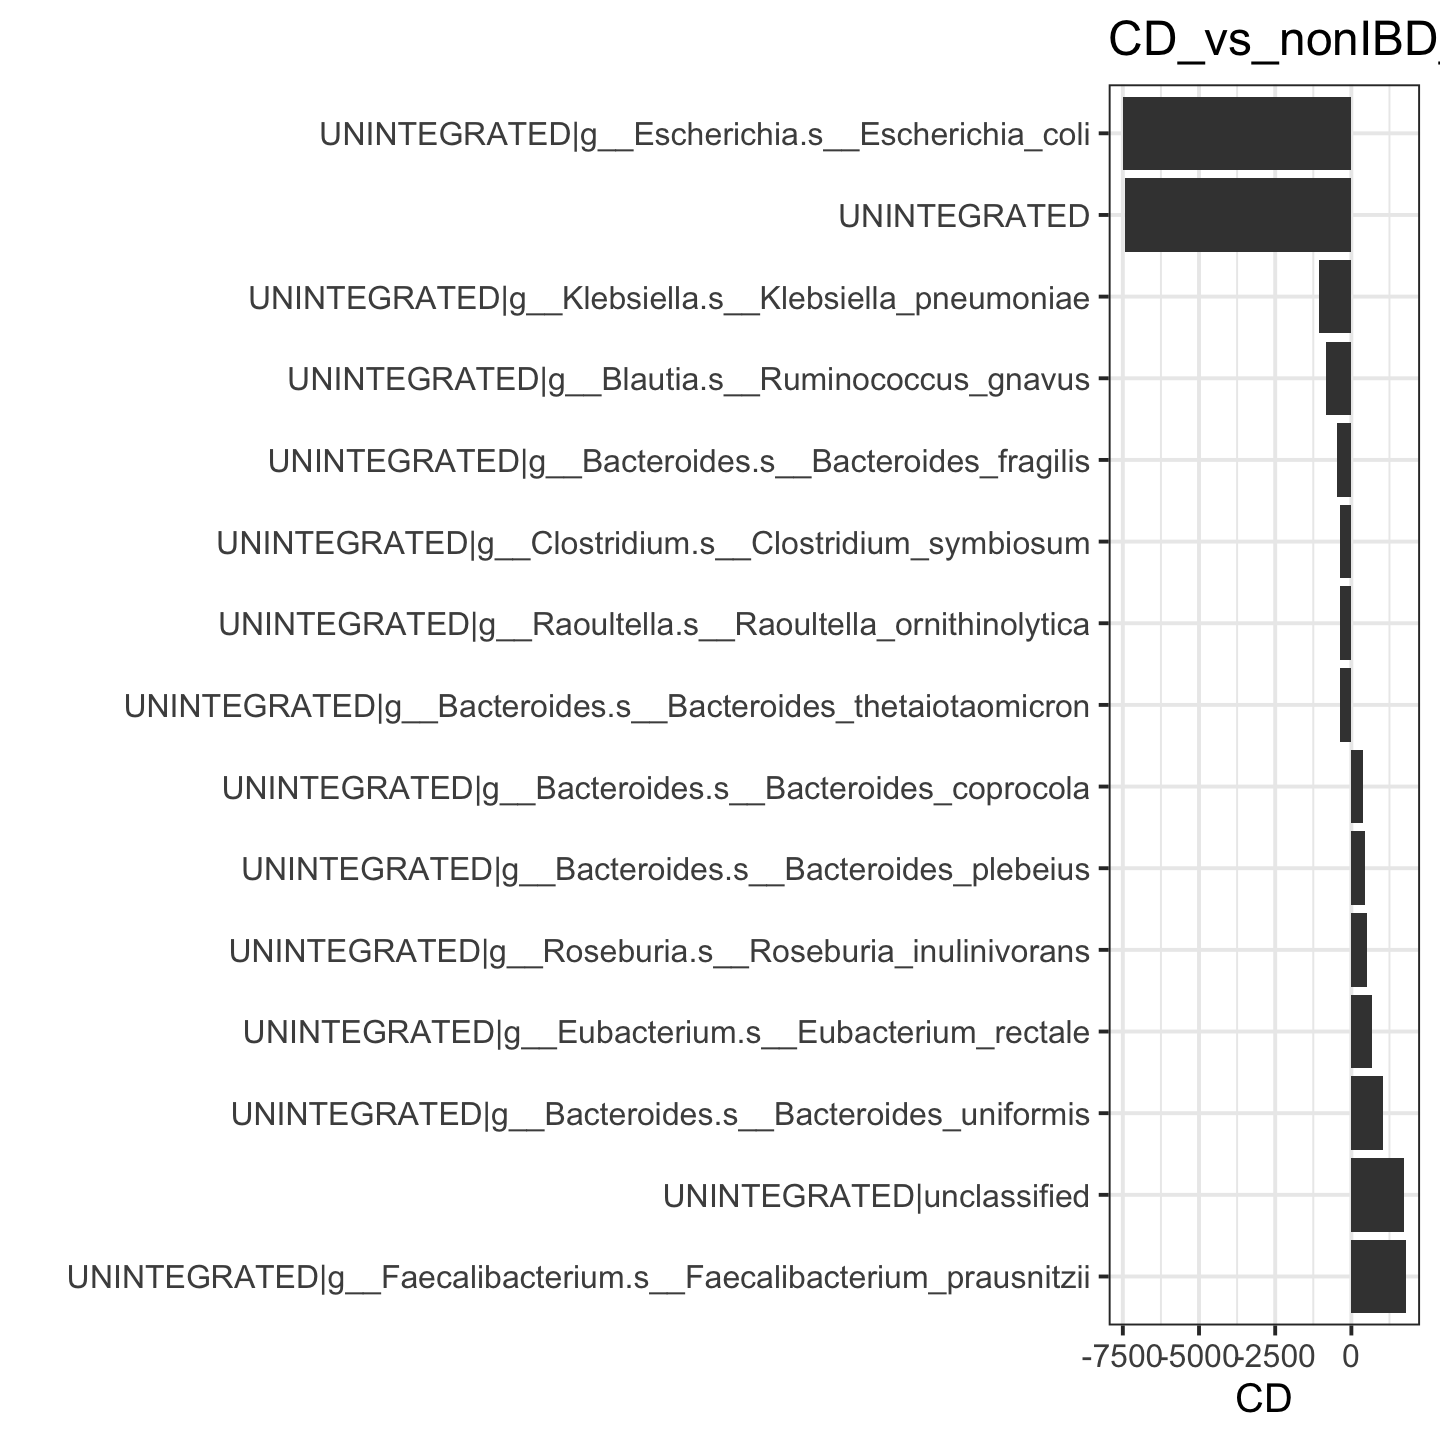 CD_vs_nonIBD_
UNINTEGRATED|g__Escherichia.s__Escherichia_coli
UNINTEGRATED
UNINTEGRATED|g__Klebsiella.s__Klebsiella_pneumoniae
UNINTEGRATED|g__Blautia.s__Ruminococcus_gnavus
UNINTEGRATED|g__Bacteroides.s__Bacteroides_fragilis
UNINTEGRATED|g__Clostridium.s__Clostridium_symbiosum
UNINTEGRATED|g__Raoultella.s__Raoultella_ornithinolytica
UNINTEGRATED|g__Bacteroides.s__Bacteroides_thetaiotaomicron
UNINTEGRATED|g__Bacteroides.s__Bacteroides_coprocola
UNINTEGRATED|g__Bacteroides.s__Bacteroides_plebeius
UNINTEGRATED|g__Roseburia.s__Roseburia_inulinivorans
UNINTEGRATED|g__Eubacterium.s__Eubacterium_rectale
UNINTEGRATED|g__Bacteroides.s__Bacteroides_uniformis
UNINTEGRATED|unclassified
UNINTEGRATED|g__Faecalibacterium.s__Faecalibacterium_prausnitzii
-7500 -5000 -2500 0
CD